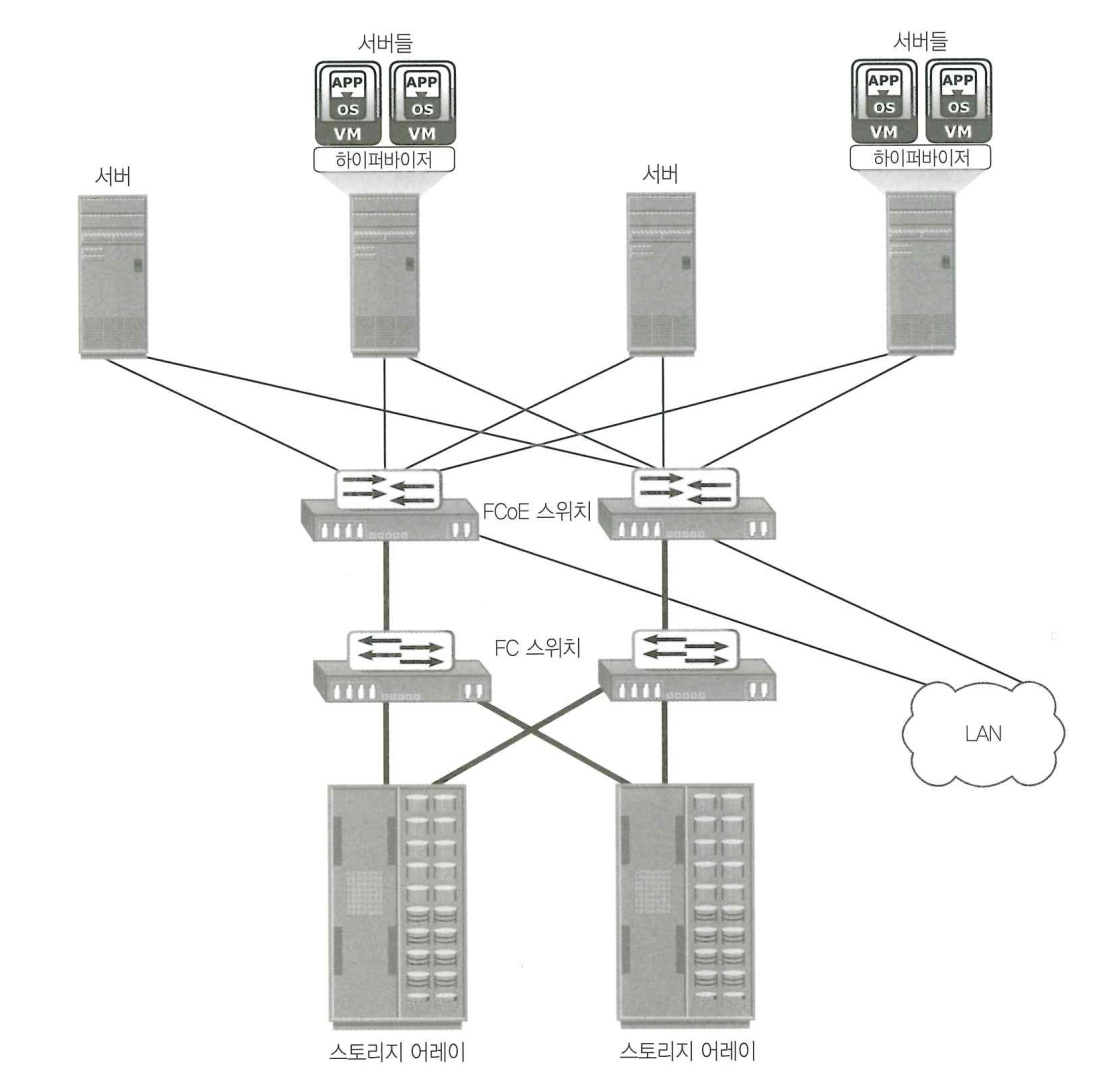 서버들
서버들
APP
APP
OS
OS
VM
VM
하이퍼바이저
APP
APP
OS
OS
VM
VM
하이퍼바이저
서버
서버
FCoE 스위치
FC 스위치
LAN
스토리지 어레이
스토리지 어레이